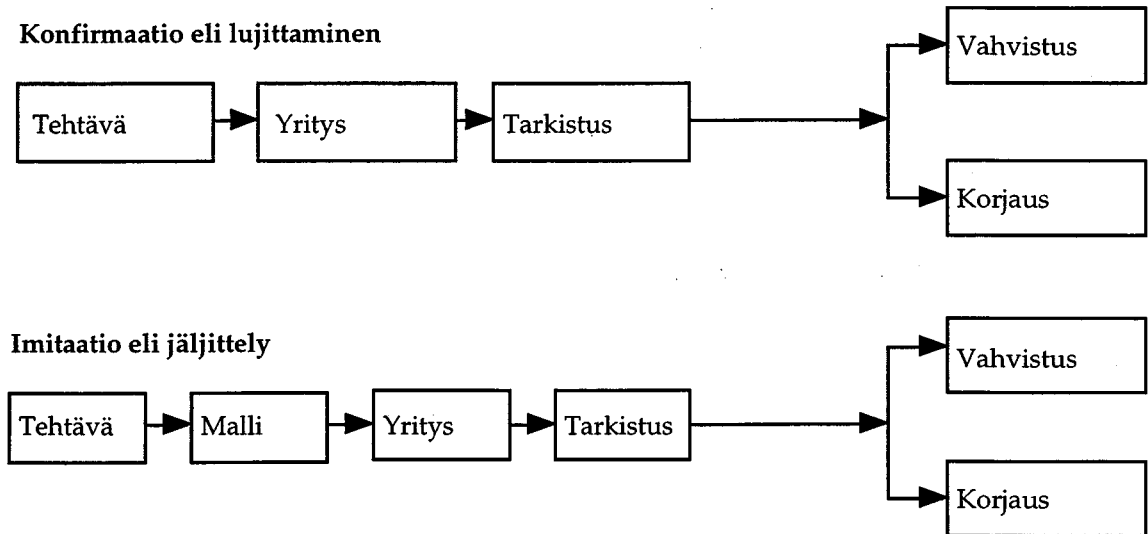 Konfirmaatio eli lujittaminen
Tehtävä
Yritys
Tarkistus
Vahvistus
Korjaus
Imitaatio eli jäljittely
Tehtävä
Malli
Yritys
Tarkistus
Vahvistus
Korjaus